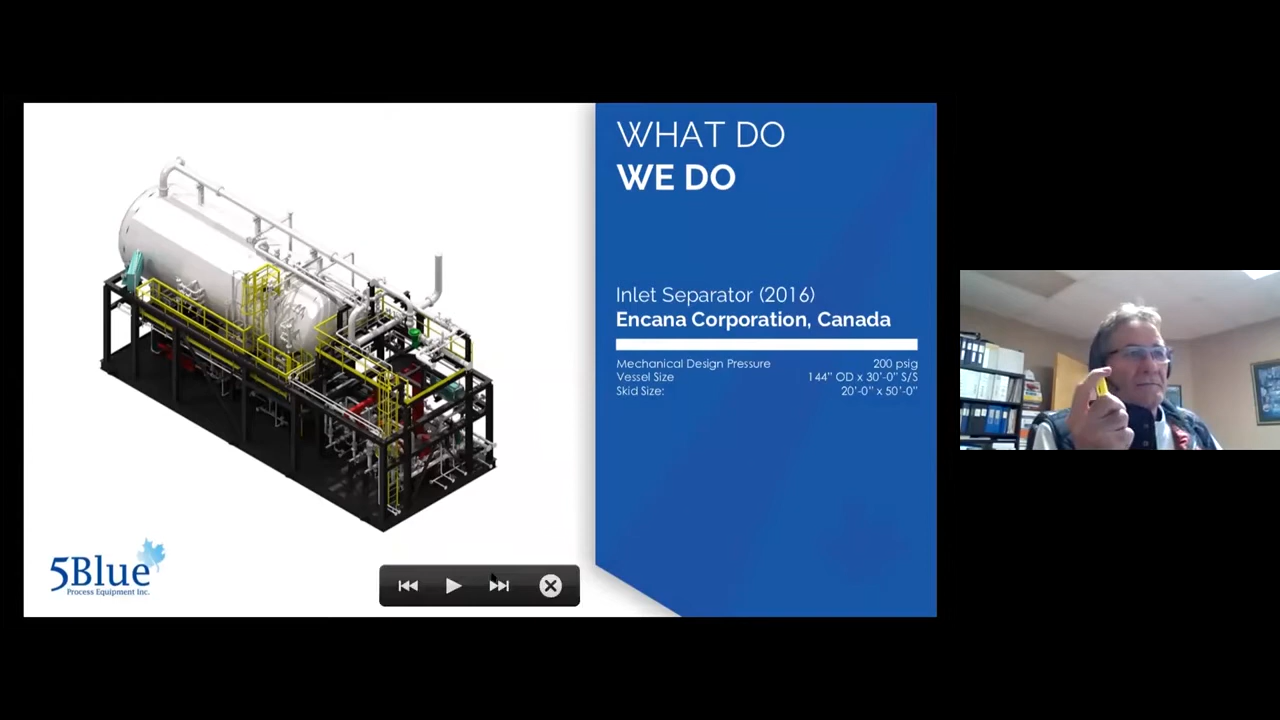 WHAT DO
WE DO
Inlet Separator (2016)
Encana Corporation, Canada
Mechanical Design Pressure 200 psig
Vessel Size 144" OD x 30'-0" S/S
Skid Size: 20'-0" x 50'-0"
5Blue
Process Equipment Inc.